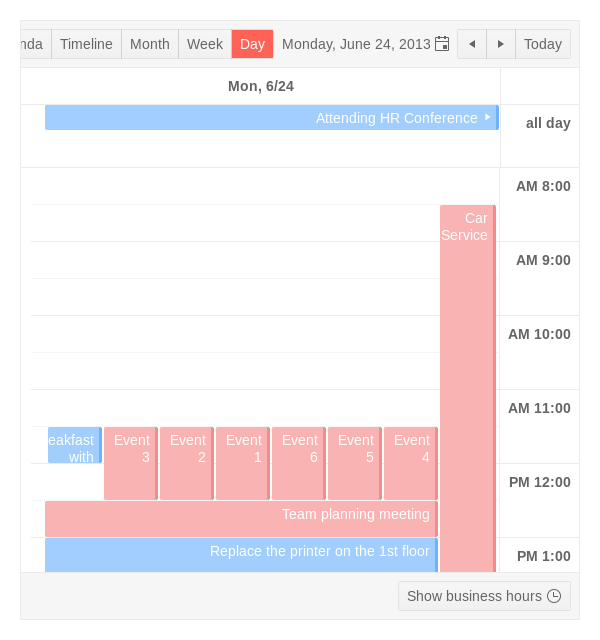 Timeline Month Week Day Monday, June 24, 2013 Today
Mon, 6/24
Attending HR Conference
all day
AM 8:00
Car
Service
AM 9:00
AM 10:00
AM 11:00
with
Event
3
Event
2
Event
1
Event
6
Event
5
Event
4
PM 12:00
Team planning meeting
Replace the printer on the 1st floor
PM 1:00
Show business hours